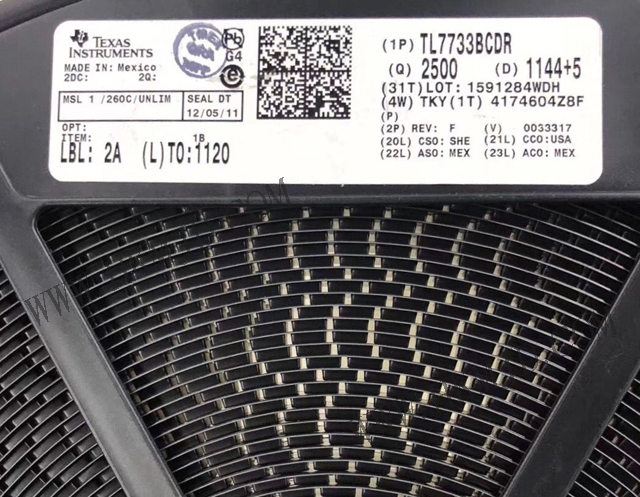 TEXAS
INSTRUMENTS
MADE IN: Mexico
2DC: 2Q:
Pb
G4
e
MSL 1 /260C/UNLIM
SEAL DT
12/05/11
OPT:
ITEM: 1B
LBL: 2A (L)TO:1120
(1P) TL7733BCDR
(Q) 2500 (D) 1144+5
(31T)LOT: 1591284WDH
(4W) TKY(1T) 4174604Z8F
(P)
(2P) REV: F (V) 0033317
(20L) CSO: SHE (21L) CCO:USA
(22L) ASO: MEX (23L) ACO: MEX